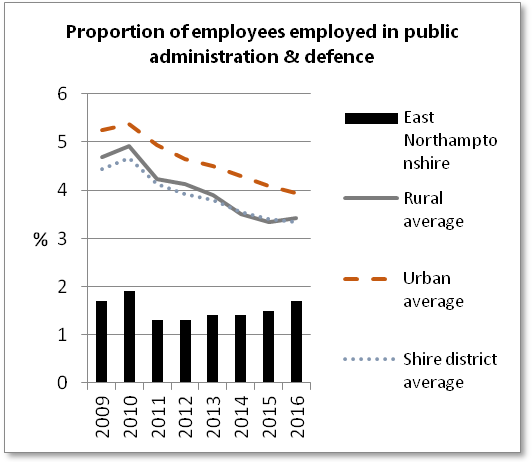 Proportion of employees employed in public
administration & defence
6
5
4
3
2
1
0
%
2009
2010
2011
2012
2013
2014
2015
2016
East
Northampto
nshire
Rural
average
Urban
average
Shire district
average